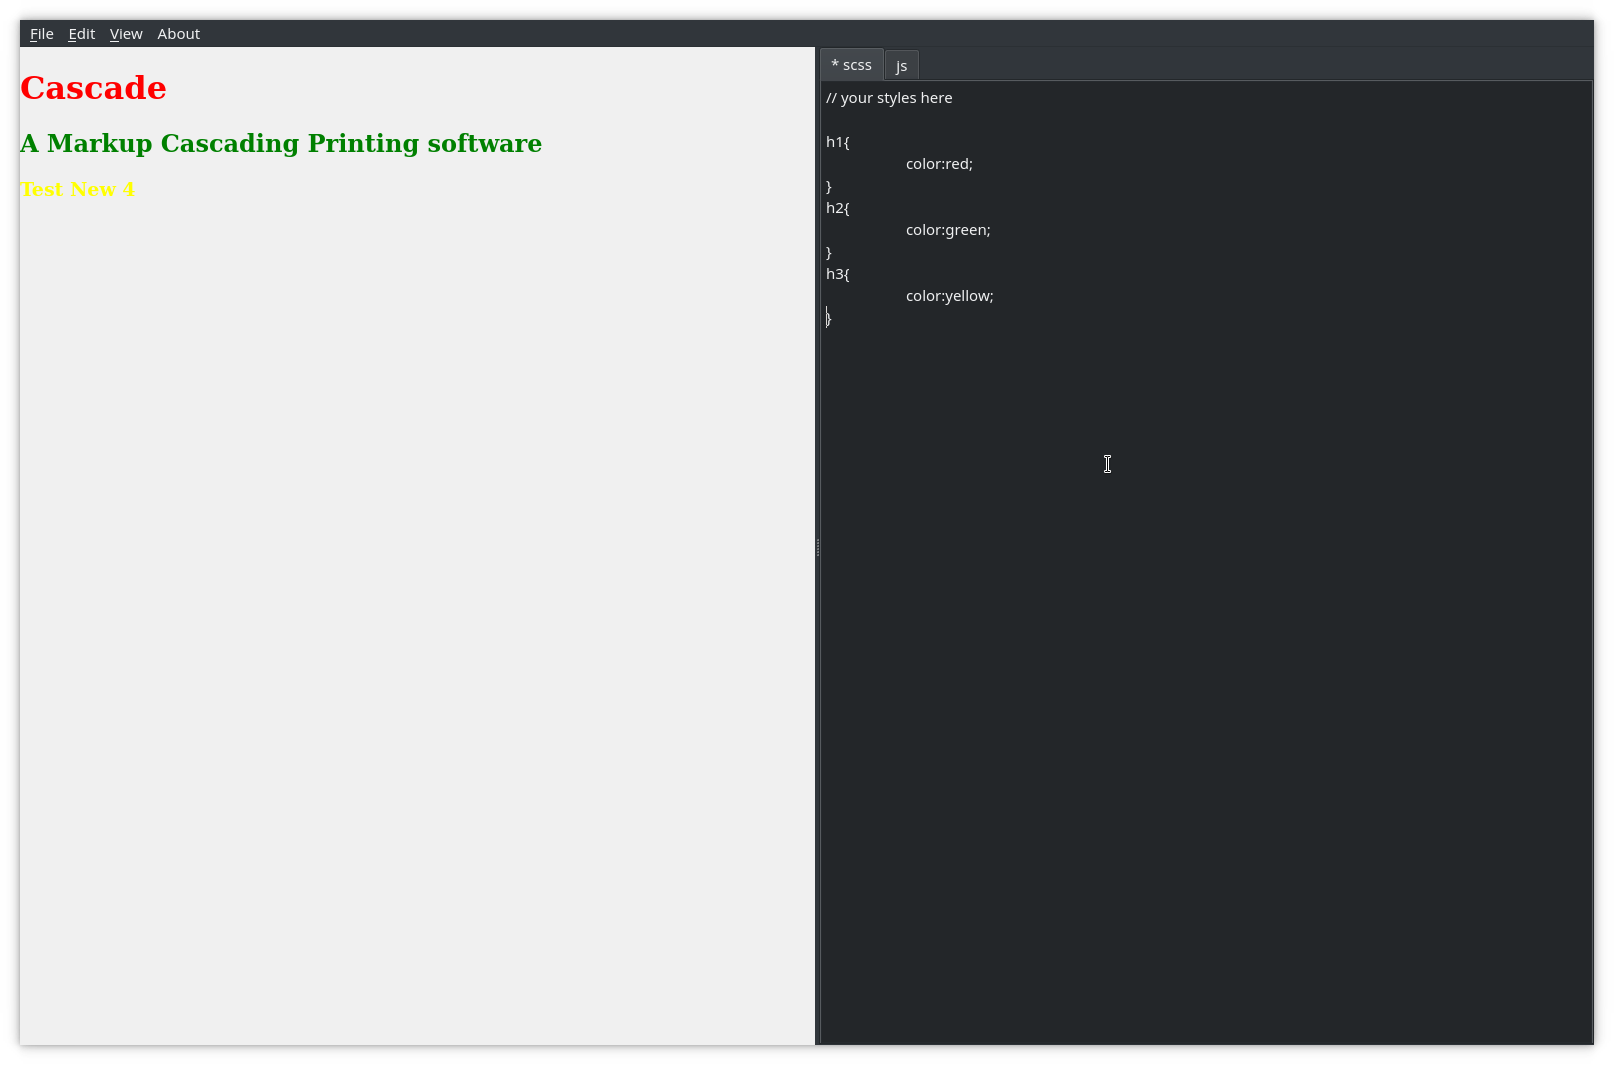 File Edit View About
Cascade
A Markup Cascading Printing software
Test New 4
* scss js
// your styles here
h1{
color:red;
}
h2{
color:green;
}
h3{
color:yellow;
}